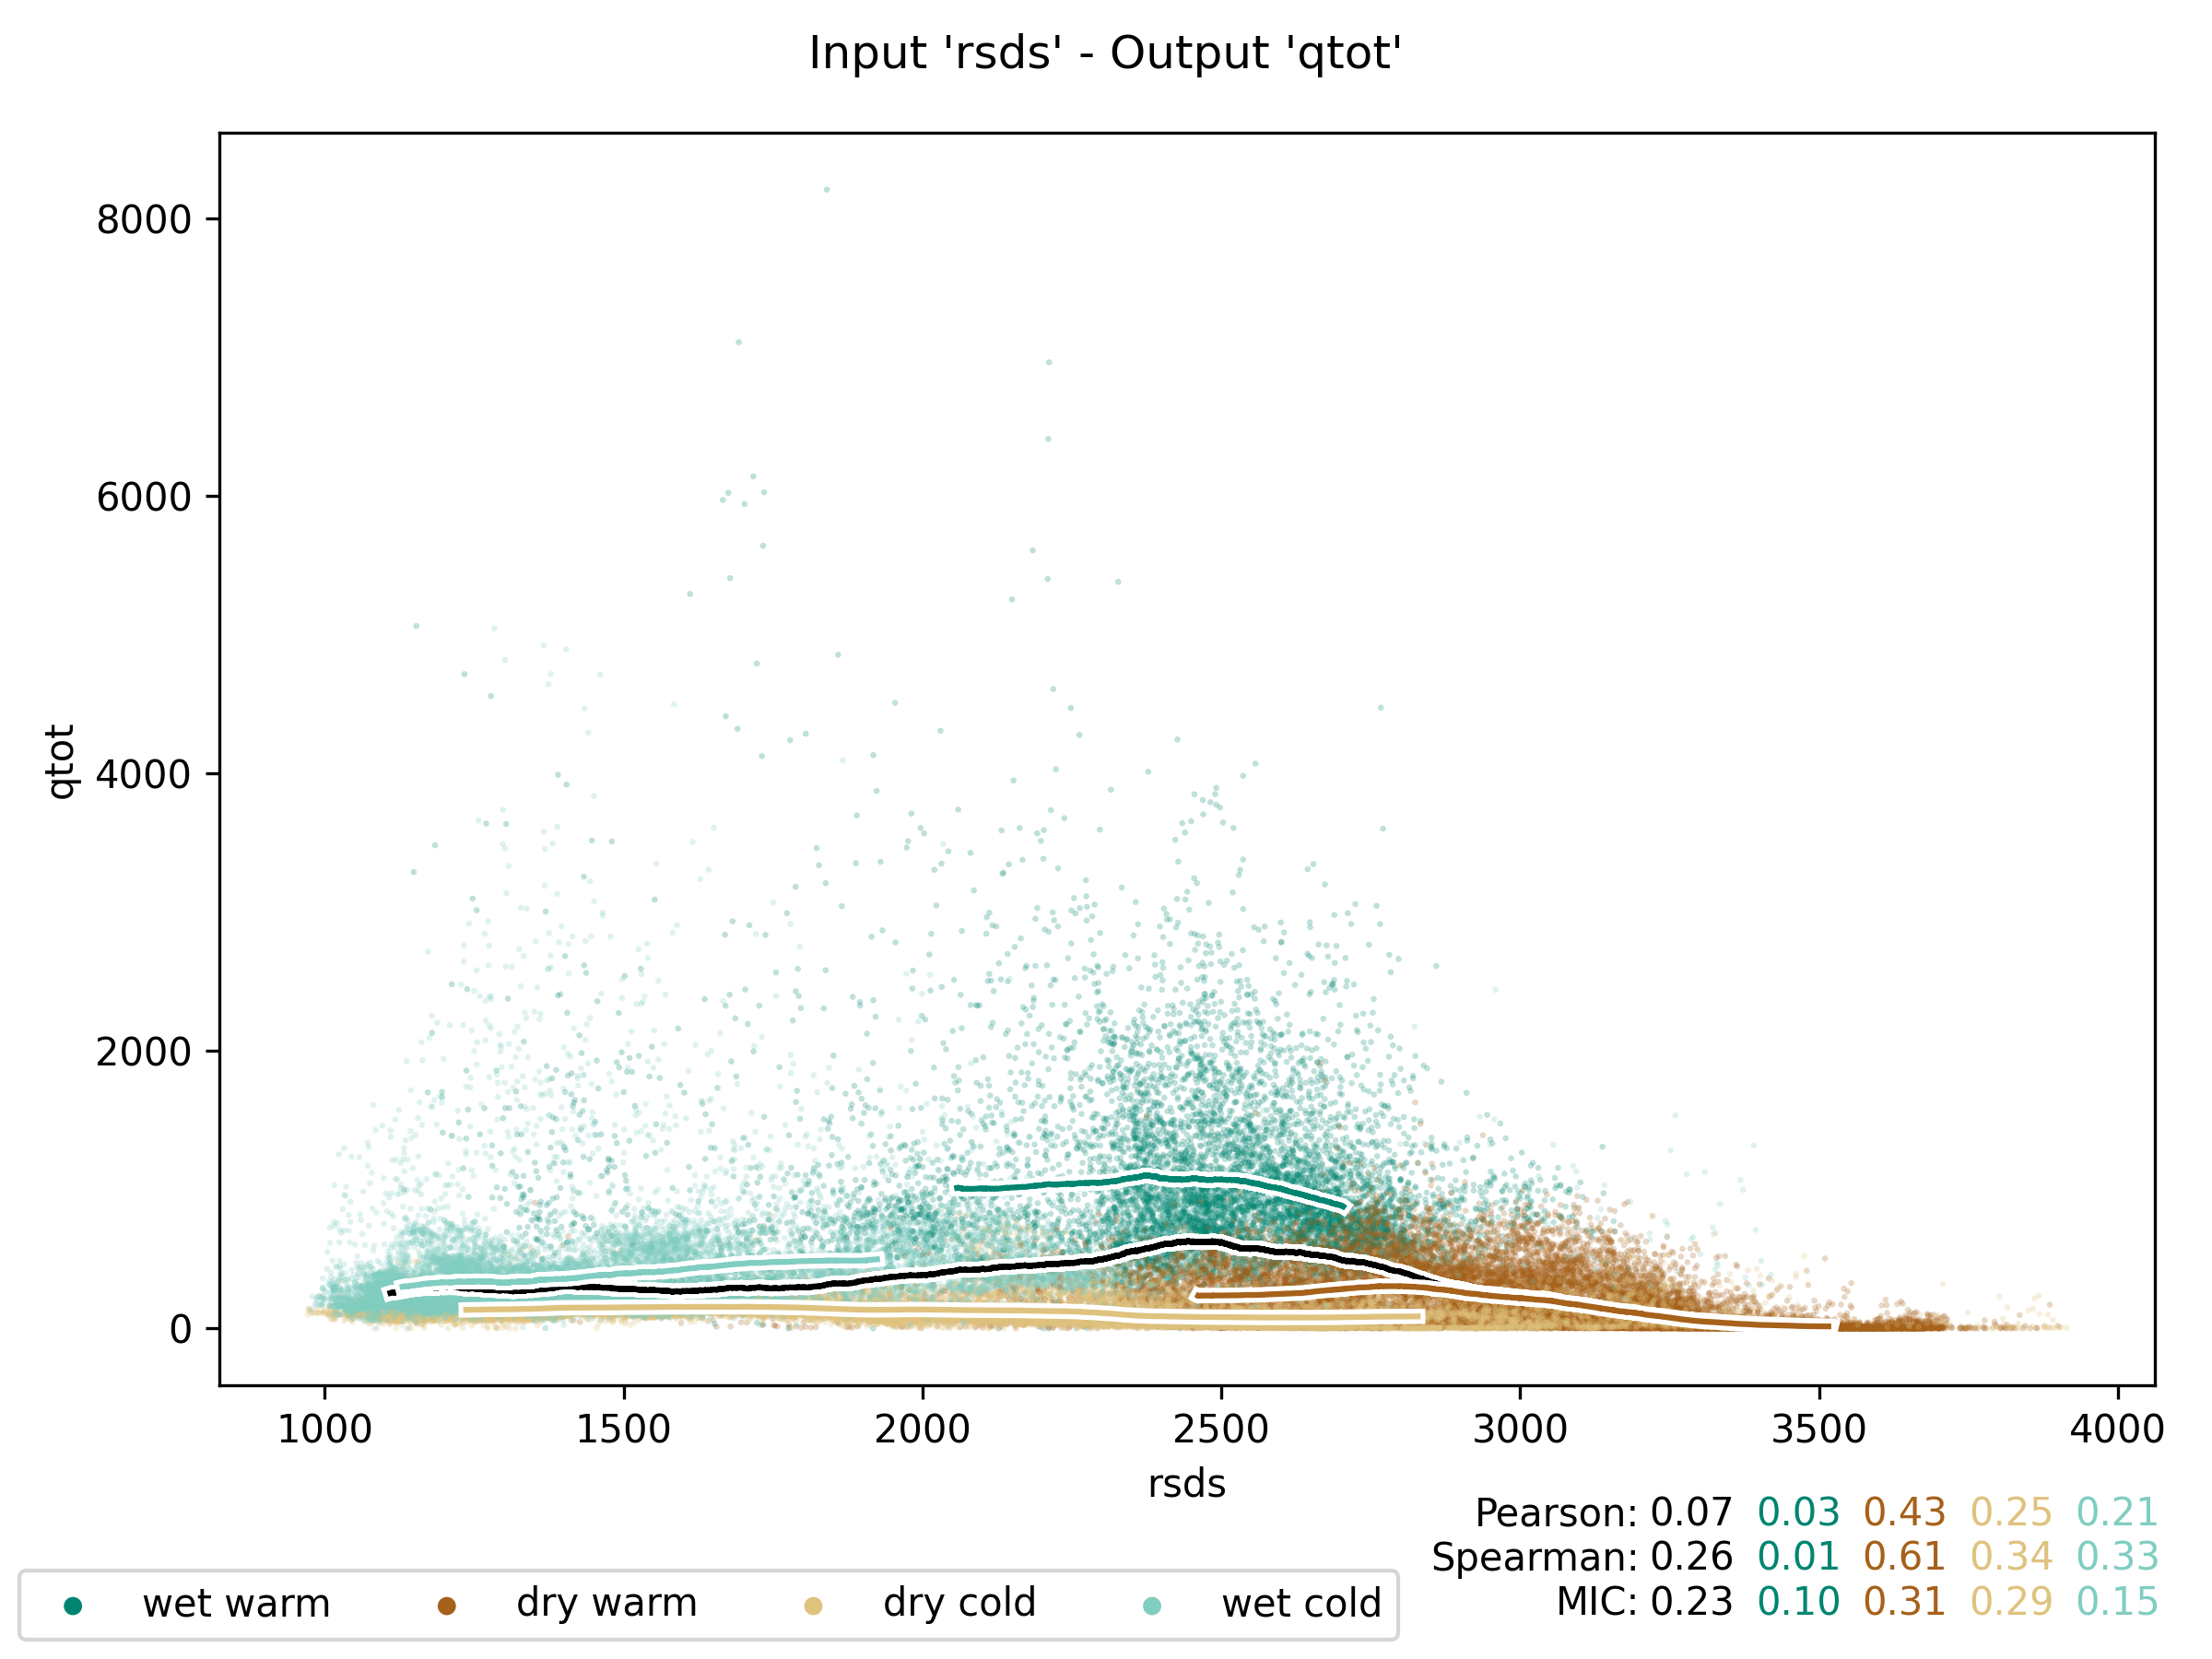 Input 'rsds' - Output 'qtot'
8000
6000
4000
2000
0
qtot
1000 1500 2000 2500 3000 3500 4000
rsds
Pearson: 0.07 0.03 0.43 0.25 0.21
Spearman: 0.26 0.01 0.61 0.34 0.33
MIC: 0.23 0.10 0.31 0.29 0.15
wet warm dry warm dry cold wet cold